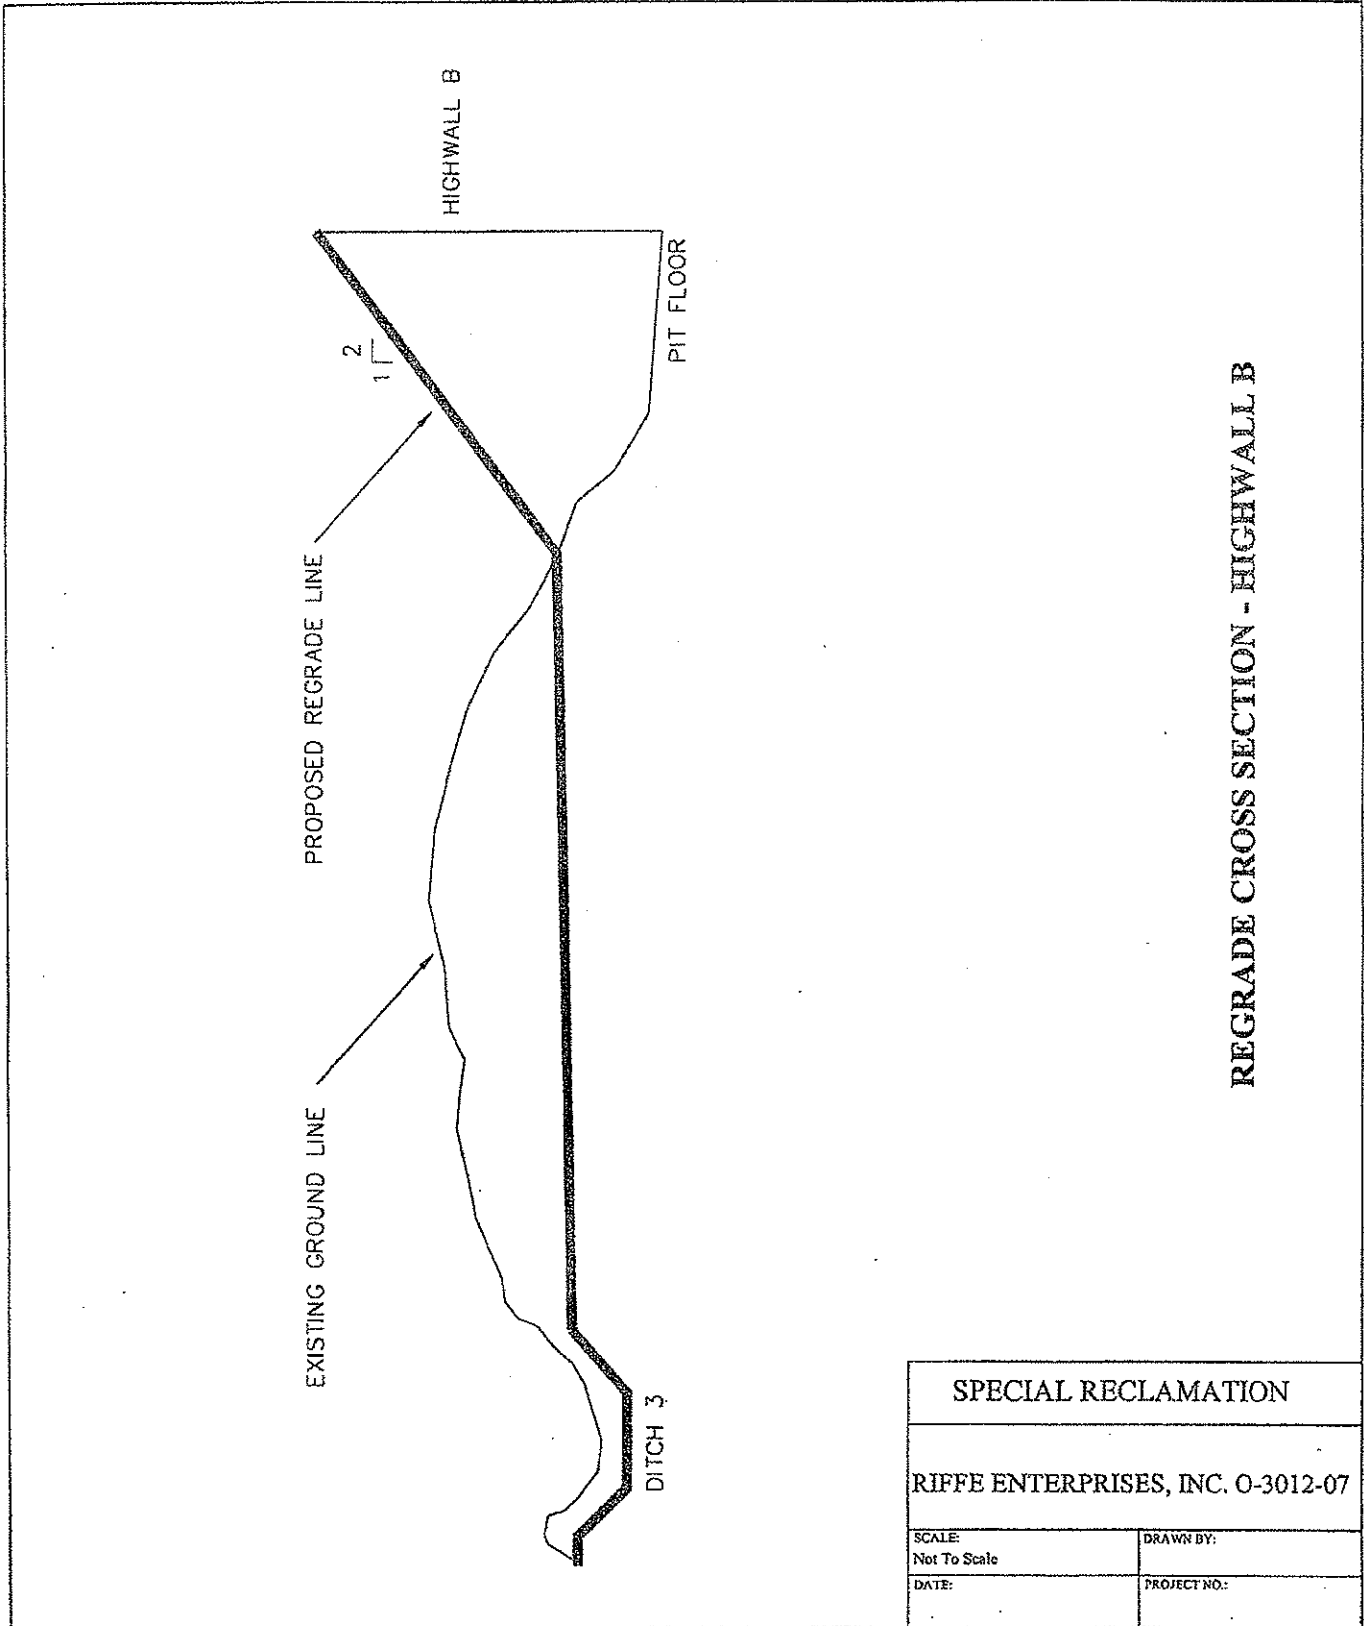 HIGHWALL B
2
1
PIT FLOOR
PROPOSED REGRADE LINE
EXISTING GROUND LINE
DITCH 3
REGRADE CROSS SECTION - HIGHWALL B
SPECIAL RECLAMATION
RIFFE ENTERPRISES, INC. O-3012-07
SCALE:
Not To Scale
DRAWN BY:
DATE:
PROJECT NO.: